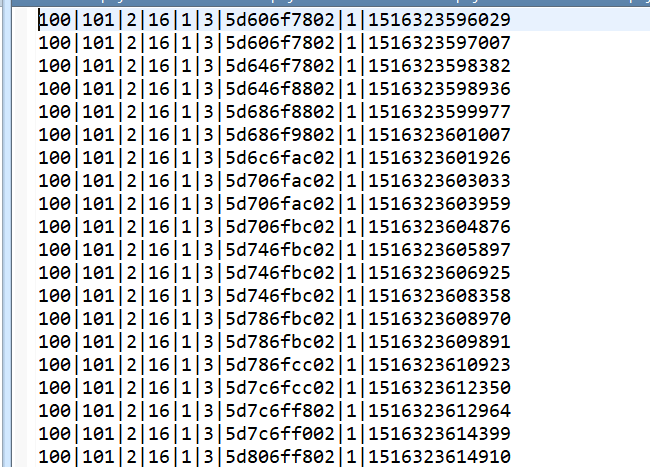 100|101|2|16|1|3|5d606f7802|1|1516323596029
100|101|2|16|1|3|5d606f7802|1|1516323597007
100|101|2|16|1|3|5d646f7802|1|1516323598382
100|101|2|16|1|3|5d646f8802|1|1516323598936
100|101|2|16|1|3|5d686f8802|1|1516323599977
100|101|2|16|1|3|5d686f9802|1|1516323601007
100|101|2|16|1|3|5d6c6fac02|1|1516323601926
100|101|2|16|1|3|5d706fac02|1|1516323603033
100|101|2|16|1|3|5d706fac02|1|1516323603959
100|101|2|16|1|3|5d706fbc02|1|1516323604876
100|101|2|16|1|3|5d746fbc02|1|1516323605897
100|101|2|16|1|3|5d746fbc02|1|1516323606925
100|101|2|16|1|3|5d746fbc02|1|1516323608358
100|101|2|16|1|3|5d786fbc02|1|1516323608970
100|101|2|16|1|3|5d786fbc02|1|1516323609891
100|101|2|16|1|3|5d786fcc02|1|1516323610923
100|101|2|16|1|3|5d7c6fcc02|1|1516323612350
100|101|2|16|1|3|5d7c6ff802|1|1516323612964
100|101|2|16|1|3|5d7c6ff002|1|1516323614399
100|101|2|16|1|3|5d806ff802|1|1516323614910